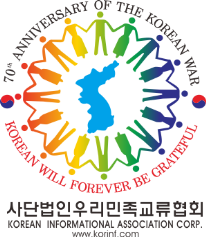 70th ANNIVERSARY OF THE KOREAN WAR
KOREAN WILL FOREVER BE GRATEFUL
사단법인우리민족교류협회
KOREAN INFORMATIONAL ASSOCIATION CORP.
www.korinf.com